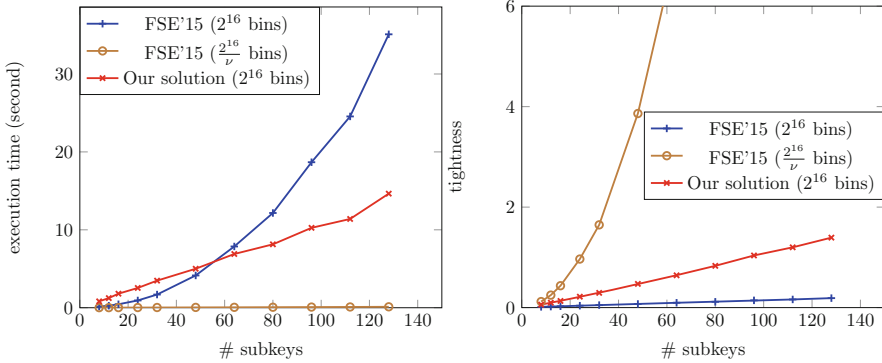 FSE'15 (2^16 bins)
FSE'15 (2^16/ν bins)
Our solution (2^16 bins)
execution time (second)
30
20
10
0
0 20 40 60 80 100 120 140
# subkeys
6
4
2
0
tightness
FSE'15 (2^16 bins)
FSE'15 (2^16/ν bins)
Our solution (2^16 bins)
0 20 40 60 80 100 120 140
# subkeys